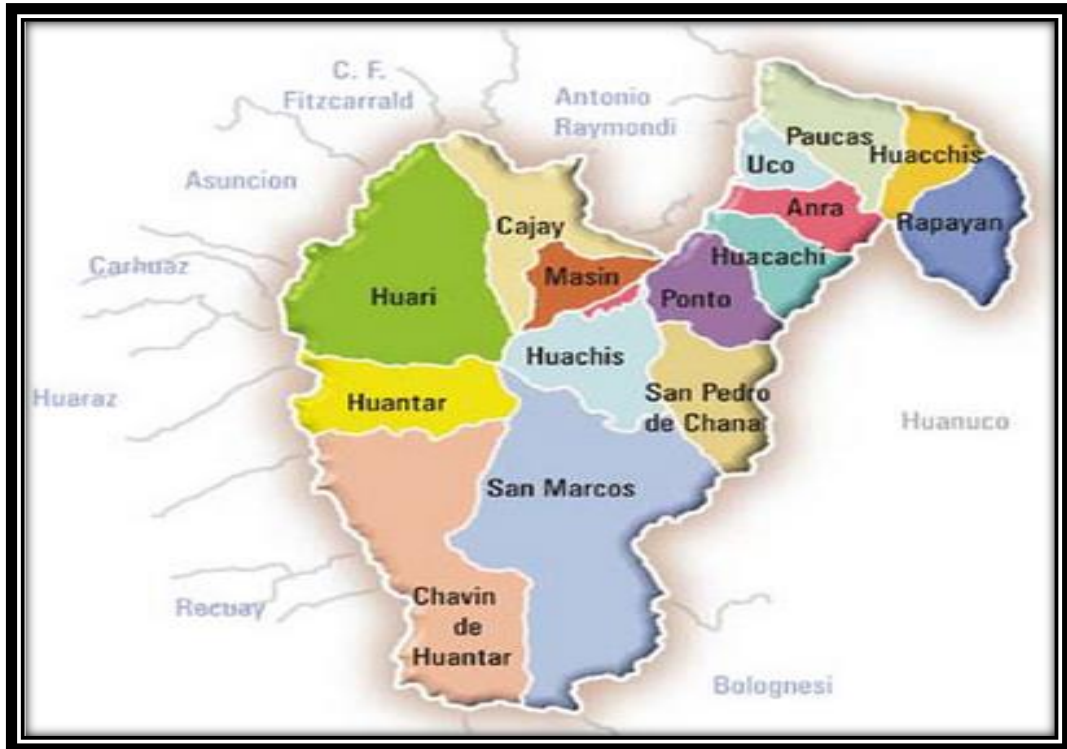 C. F.
Fitzcarrald
Antonio
Raymondi
Paucas
Huacchis
Uco
Asuncion
Anra
Rapayan
Cajay
Huacachi
Carhuaz
Masin
Huari
Ponto
Huachis
Huaraz
Huantar
San Pedro
de Chana
Huanuco
San Marcos
Chavin
de
Huantar
Recuay
Bolognesi